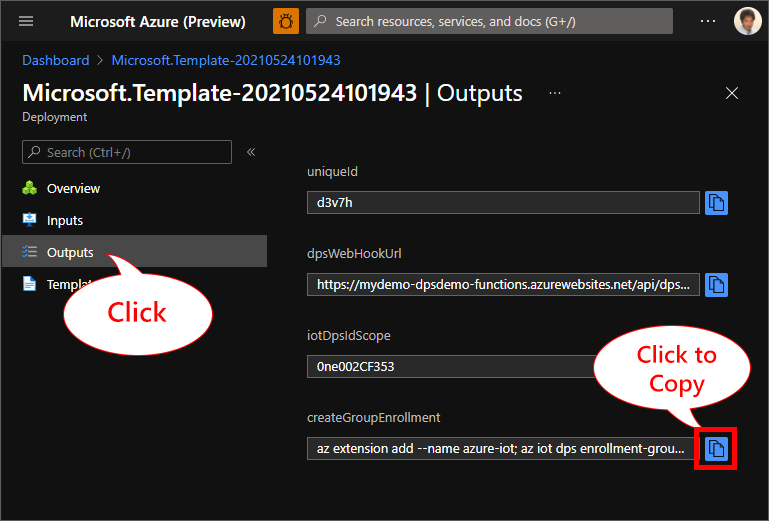 Microsoft Azure (Preview)
Search resources, services, and docs (G+/)
Dashboard > Microsoft.Template-20210524101943
Microsoft.Template-20210524101943 | Outputs
Deployment
Search (Ctrl+/)
«
Overview
Inputs
Outputs
Templat
Click
uniqueId
d3v7h
dpsWebHookUrl
https://mydemo-dpsdemo-functions.azurewebsites.net/api/dps...
iotDpsIdScope
0ne002CF353
Click to
Copy
createGroupEnrollment
az extension add --name azure-iot; az iot dps enrollment-grou...